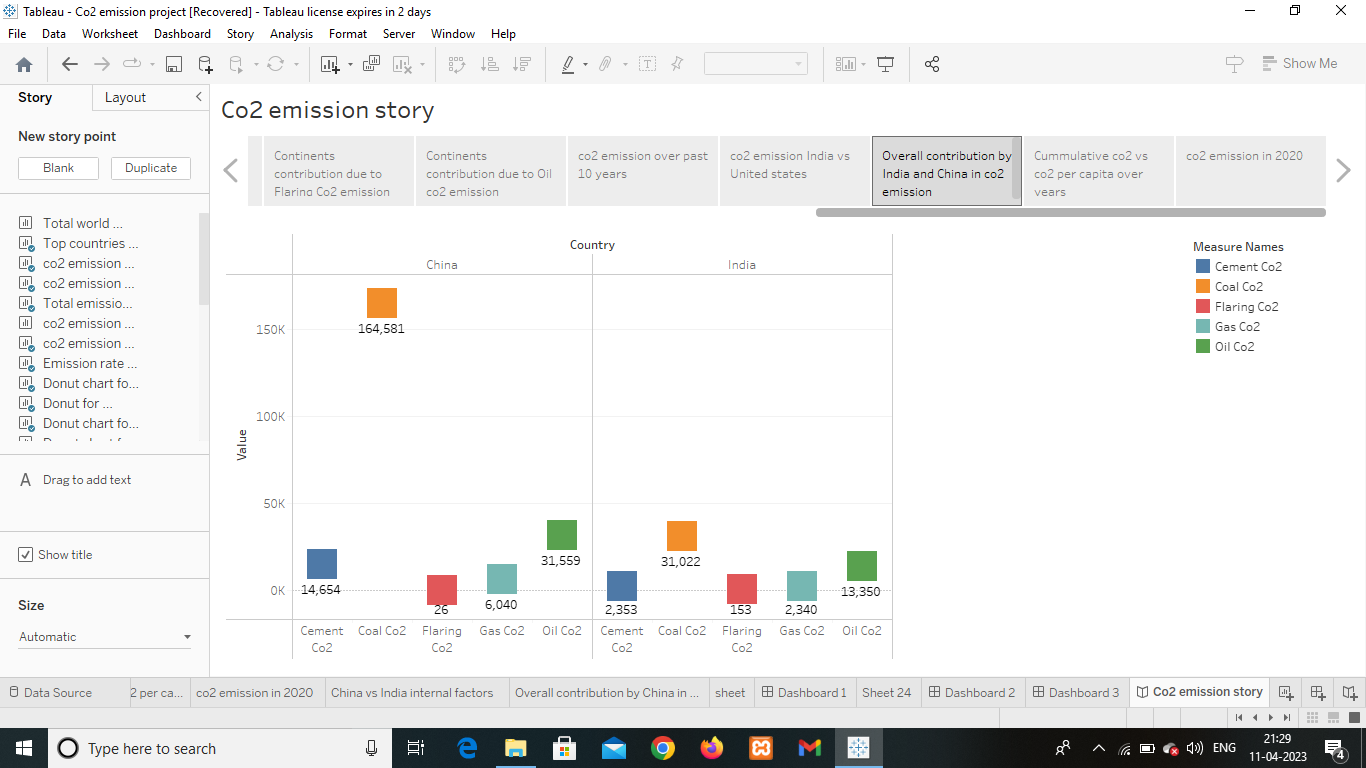 Tableau - Co2 emission project [Recovered] - Tableau license expires in 2 days
File Data Worksheet Dashboard Story Analysis Format Server Window Help
Show Me
Story Layout
New story point
Blank Duplicate
Total world ...
Top countries ...
co2 emission ...
co2 emission ...
Total emissio...
co2 emission ...
co2 emission ...
Emission rate ...
Donut chart fo...
Donut for ...
Donut chart fo...
A Drag to add text
Show title
Size
Automatic
Co2 emission story
Continents
contribution due to
Flaring Co2 emission
Continents
contribution due to Oil
co2 emission
co2 emission over past
10 years
co2 emission India vs
United states
Overall contribution by
India and China in co2
emission
Cummulative co2 vs
co2 per capita over
years
co2 emission in 2020
Country
China India
Value
150K
100K
50K
0K
164,581
14,654
26
6,040
31,559
2,353
31,022
153
2,340
13,350
Cement
Co2
Coal Co2
Flaring
Co2
Gas Co2
Oil Co2
Cement
Co2
Coal Co2
Flaring
Co2
Gas Co2
Oil Co2
Measure Names
Cement Co2
Coal Co2
Flaring Co2
Gas Co2
Oil Co2
Data Source 2 per ca... co2 emission in 2020 China vs India internal factors Overall contribution by China in ... sheet Dashboard 1 Sheet 24 Dashboard 2 Dashboard 3 Co2 emission story
Type here to search
ENG
21:29
11-04-2023
4